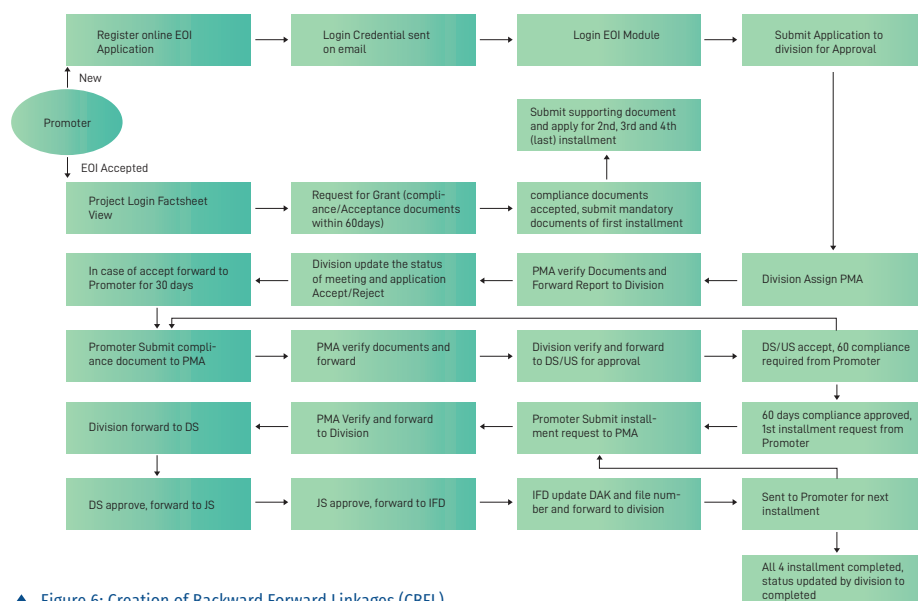 Register online EOI
Application
Login Credential sent
on email
Login EOI Module
Submit Application to
division for Approval
New
Promoter
Submit supporting document
and apply for 2nd, 3rd and 4th
(last) installment
EOI Accepted
Project Login Factsheet
View
Request for Grant (compli-
ance/Acceptance documents
within 60days)
compliance documents
accepted, submit mandatory
documents of first installment
In case of accept forward to
Promoter for 30 days
Division update the status
of meeting and application
Accept/Reject
PMA verify Documents and
Forward Report to Division
Division Assign PMA
Promoter Submit compli-
ance document to PMA
PMA verify documents and
forward
Division verify and forward
to DS/US for approval
DS/US accept, 60 compliance
required from Promoter
Division forward to DS
PMA Verify and forward
to Division
Promoter Submit install-
ment request to PMA
60 days compliance approved,
1st installment request from
Promoter
DS approve, forward to JS
JS approve, forward to IFD
IFD update DAK and file num-
ber and forward to division
Sent to Promoter for next
installment
All 4 installment completed,
status updated by division to
completed
Figure 6: Creation of Backward Forward Linkages (CBFL)